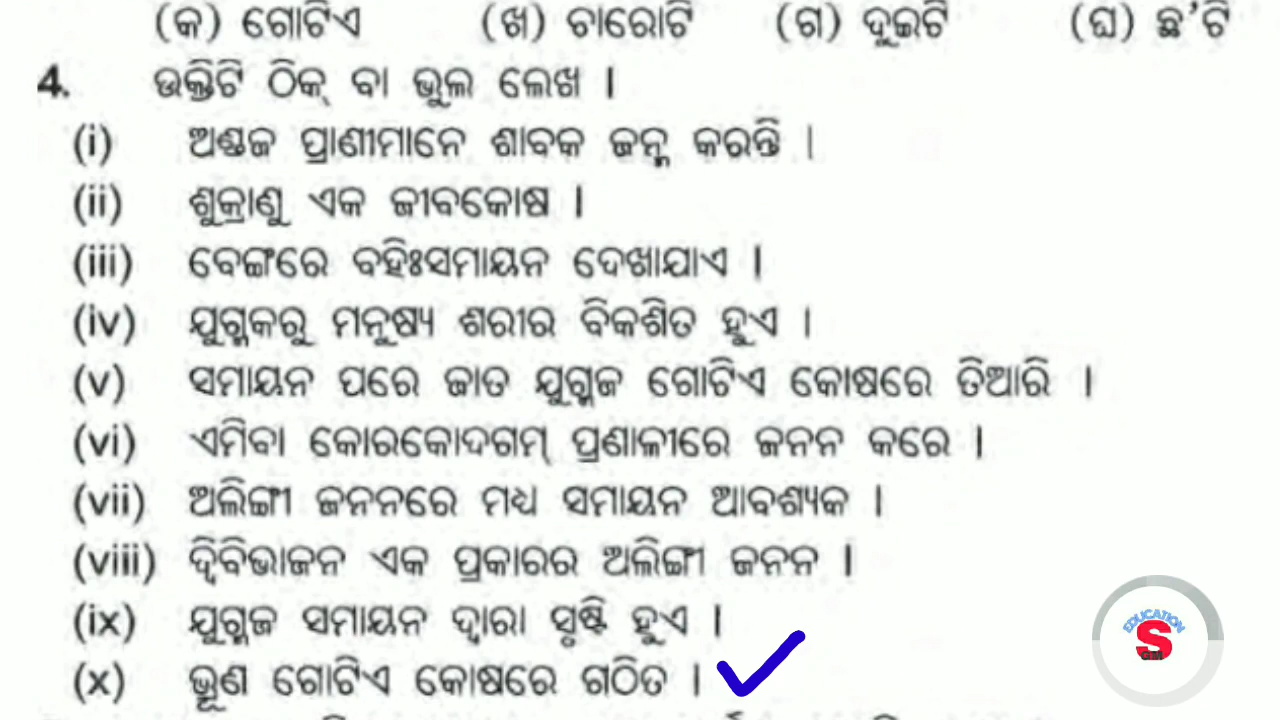 (କ) ଗୋଟିଏ (ଖ) ଚାରୋଟି (ଗ) ଦୁଇଟି (ଘ) ଛ'ଟି
4. ଉକ୍ତିଟି ଠିକ୍ ବା ଭୁଲ ଲେଖ ।
(i) ଅଣ୍ଡଜ ପ୍ରାଣୀମାନେ ଶାବକ ଜନ୍ମ କରନ୍ତି ।
(ii) ଶୁକ୍ରାଣୁ ଏକ ଜୀବକୋଷ ।
(iii) ବେଙ୍ଗରେ ବହିଃସମାୟନ ଦେଖାଯାଏ ।
(iv) ଯୁଗ୍ମକରୁ ମନୁଷ୍ୟ ଶରୀର ବିକଶିତ ହୁଏ ।
(v) ସମାୟନ ପରେ ଜାତ ଯୁଗ୍ମଜ ଗୋଟିଏ କୋଷରେ ତିଆରି ।
(vi) ଏମିବା କୋରକୋଦଗମ୍ ପ୍ରଣାଳୀରେ ଜନନ କରେ ।
(vii) ଅଲିଙ୍ଗୀ ଜନନରେ ମଧ୍ୟ ସମାୟନ ଆବଶ୍ୟକ ।
(viii) ଦ୍ୱିବିଭାଜନ ଏକ ପ୍ରକାରର ଅଲିଙ୍ଗୀ ଜନନ ।
(ix) ଯୁଗ୍ମଜ ସମାୟନ ଦ୍ୱାରା ସୃଷ୍ଟି ହୁଏ ।
(x) ଭ୍ରୂଣ ଗୋଟିଏ କୋଷରେ ଗଠିତ ।
EDUCATION
S
GM